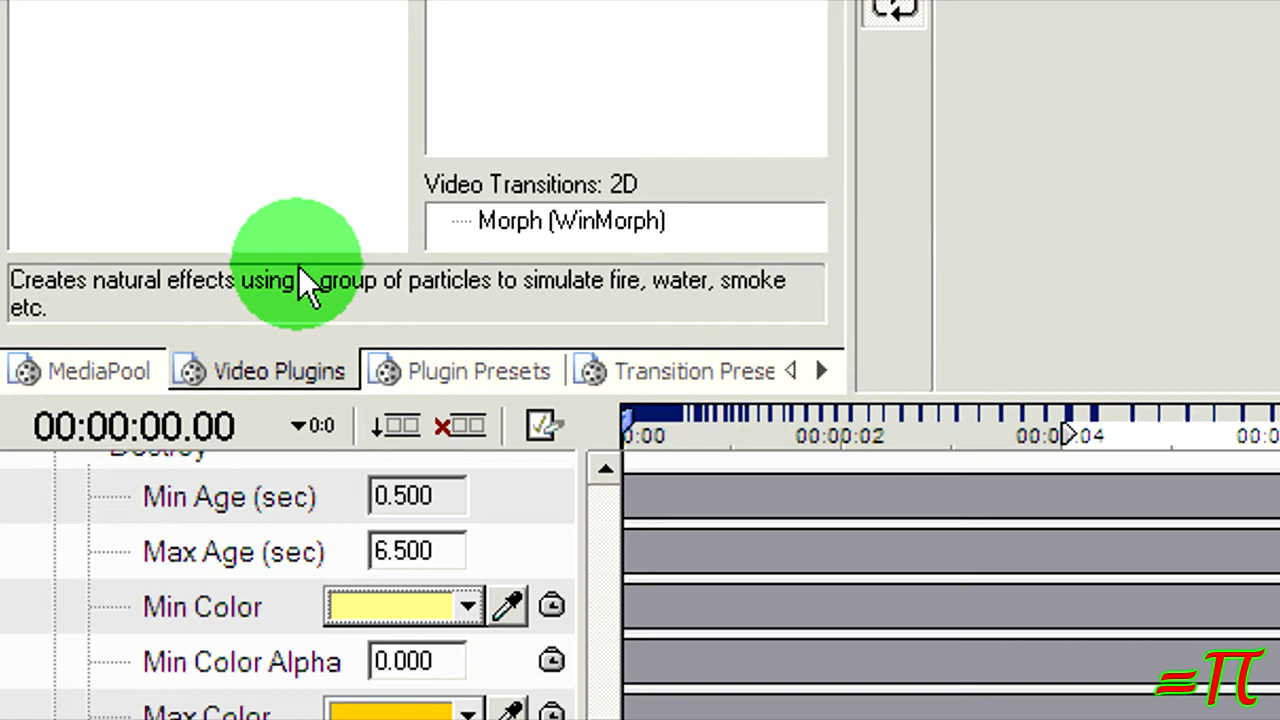 Video Transitions: 2D
Morph (WinMorph)
Creates natural effects using group of particles to simulate fire, water, smoke
etc.
MediaPool
Video Plugins
Plugin Presets
Transition Prese
00:00:00.00
0:0
0:00
00:00:02
:04
00:0
Destroy
Min Age (sec)
0.500
Max Age (sec)
6.500
Min Color
Min Color Alpha
0.000
Max Color
=π